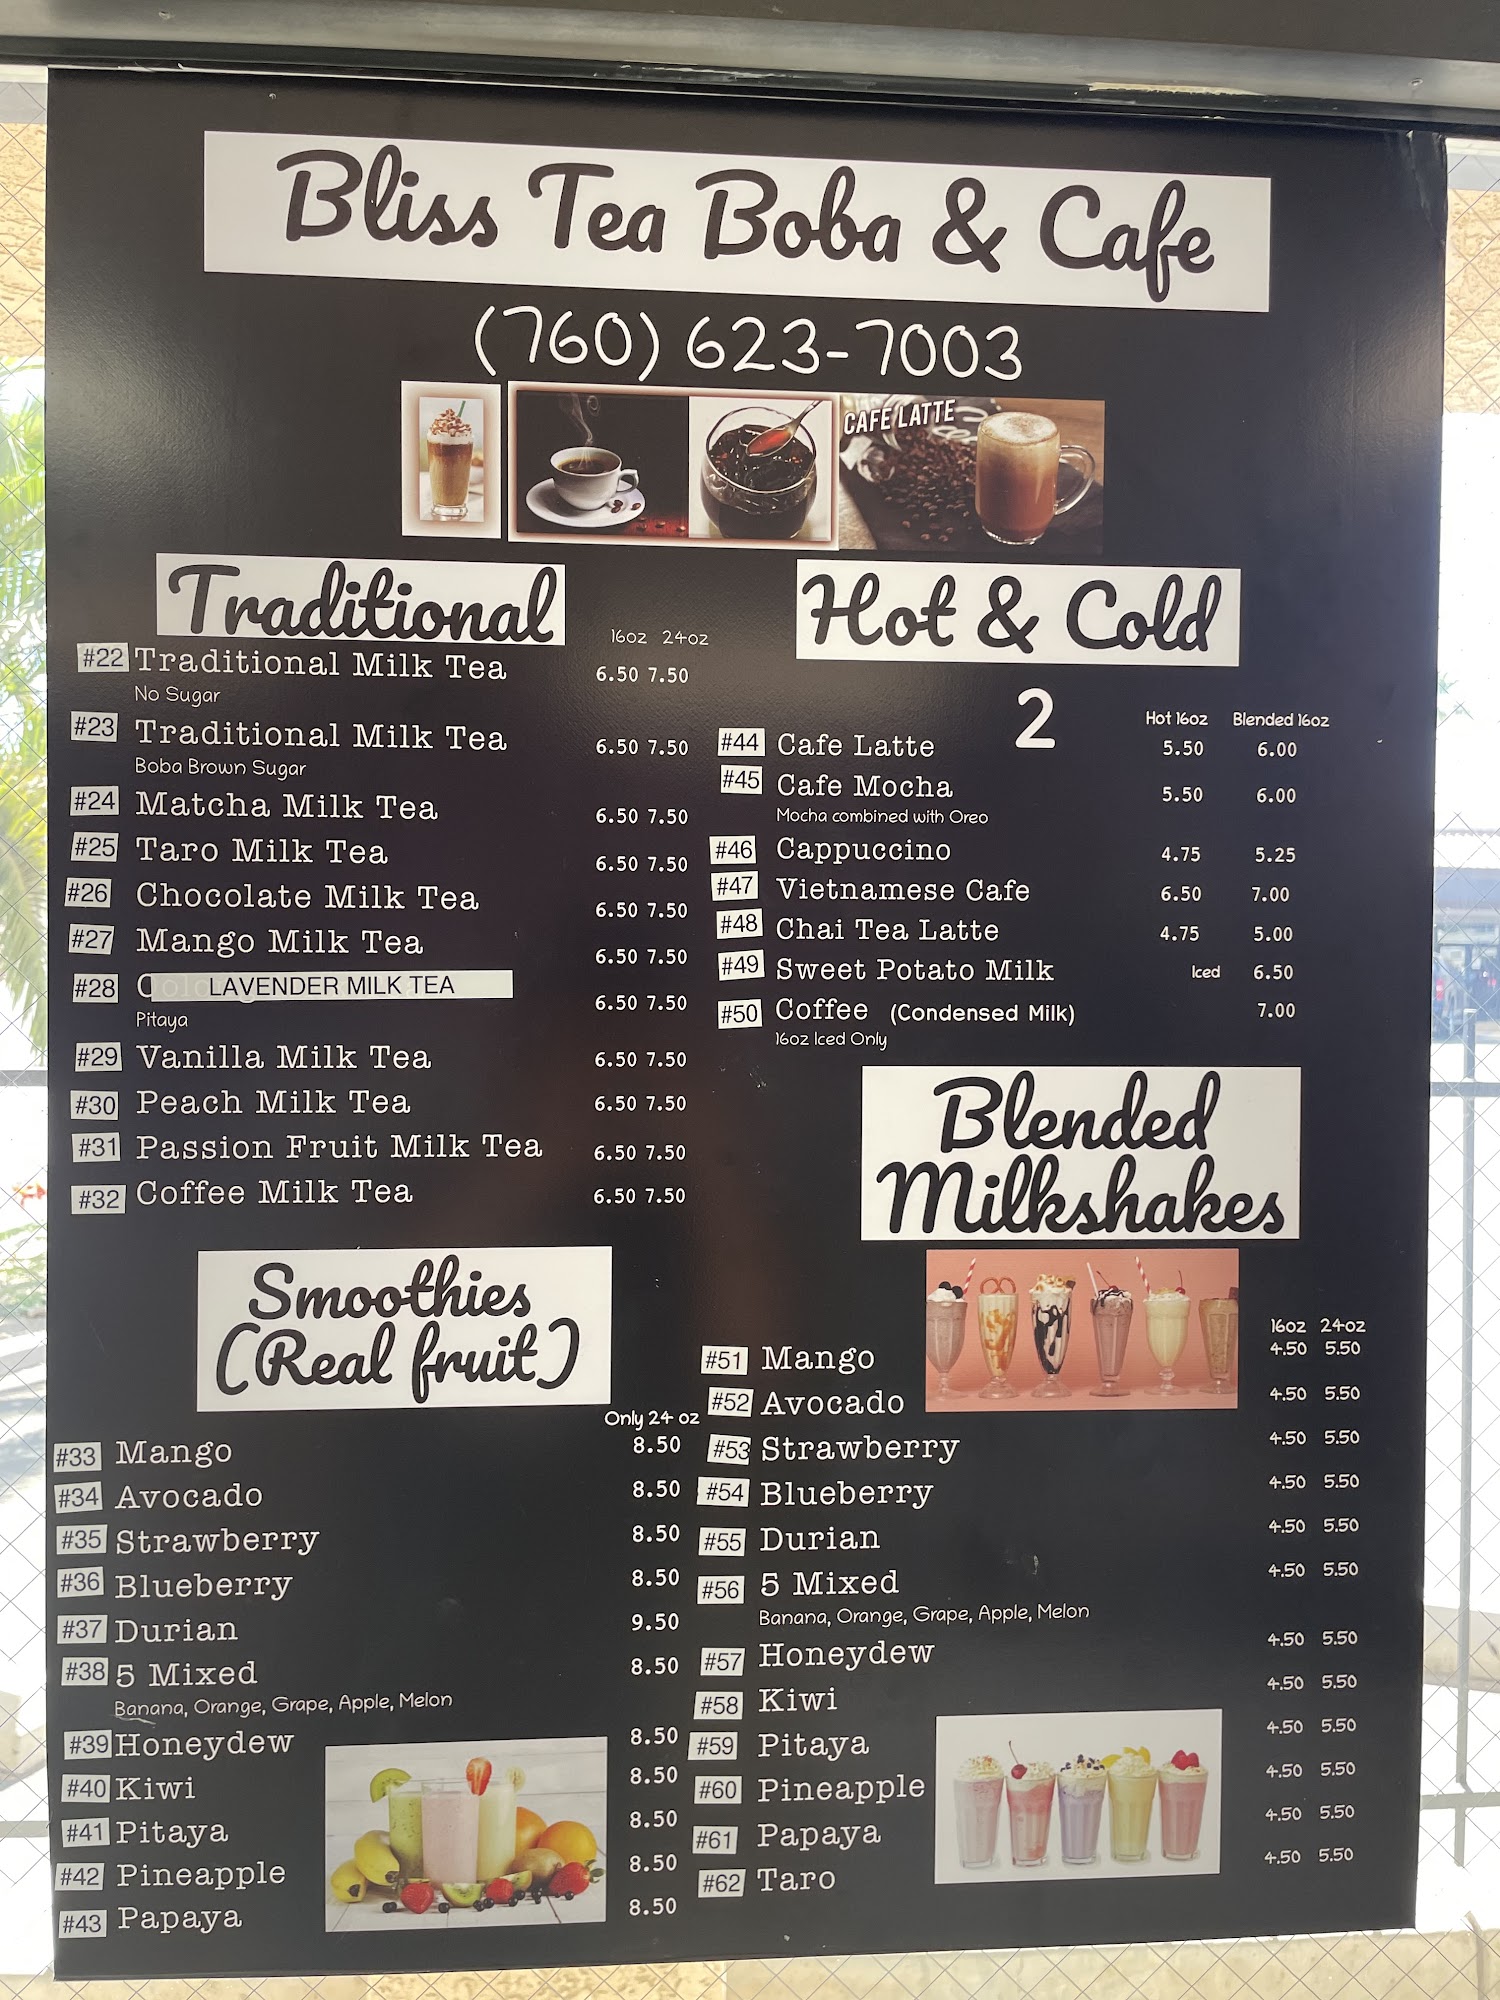 Bliss Tea Boba & Cafe
(760) 623-7003
CAFÉ LATTE
Traditional
16oz 24oz
#22 Traditional Milk Tea 6.50 7.50
No Sugar
#23 Traditional Milk Tea 6.50 7.50
Boba Brown Sugar
#24 Matcha Milk Tea 6.50 7.50
#25 Taro Milk Tea 6.50 7.50
#26 Chocolate Milk Tea 6.50 7.50
#27 Mango Milk Tea 6.50 7.50
#28 LAVENDER MILK TEA 6.50 7.50
Pitaya
#29 Vanilla Milk Tea 6.50 7.50
#30 Peach Milk Tea 6.50 7.50
#31 Passion Fruit Milk Tea 6.50 7.50
#32 Coffee Milk Tea 6.50 7.50
Smoothies
(Real fruit)
Only 24 oz
#33 Mango 8.50
#34 Avocado 8.50
#35 Strawberry 8.50
#36 Blueberry 8.50
#37 Durian 9.50
#38 5 Mixed 8.50
Banana, Orange, Grape, Apple, Melon
#39 Honeydew 8.50
#40 Kiwi 8.50
#41 Pitaya 8.50
#42 Pineapple 8.50
#43 Papaya 8.50
Hot & Cold
2
Hot 16oz Blended 16oz
#44 Cafe Latte 5.50 6.00
#45 Cafe Mocha 5.50 6.00
Mocha combined with Oreo
#46 Cappuccino 4.75 5.25
#47 Vietnamese Cafe 6.50 7.00
#48 Chai Tea Latte 4.75 5.00
#49 Sweet Potato Milk Iced 6.50
#50 Coffee (Condensed Milk) 7.00
16oz Iced Only
Blended
Milkshakes
16oz 24oz
#51 Mango 4.50 5.50
#52 Avocado 4.50 5.50
#53 Strawberry 4.50 5.50
#54 Blueberry 4.50 5.50
#55 Durian 4.50 5.50
#56 5 Mixed 4.50 5.50
Banana, Orange, Grape, Apple, Melon
#57 Honeydew 4.50 5.50
#58 Kiwi 4.50 5.50
#59 Pitaya 4.50 5.50
#60 Pineapple 4.50 5.50
#61 Papaya 4.50 5.50
#62 Taro 4.50 5.50